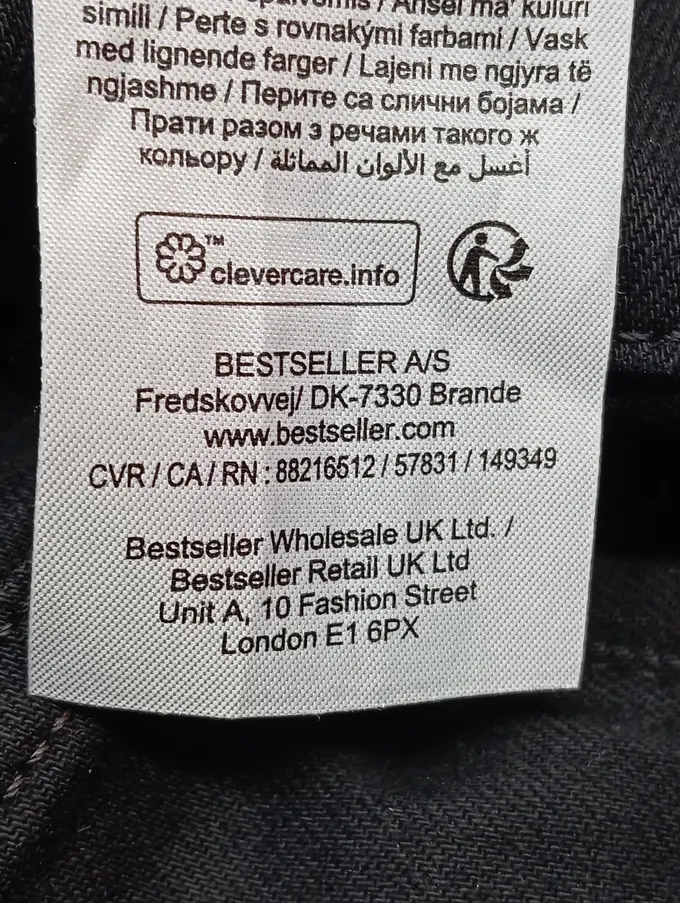 / Ansel ma' kuluri
simili / Perte s rovnakými farbami / Vask
med lignende farger / Lajeni me ngjyra të
ngjashme / Перите са слични бојама /
Прати разом з речами такого ж
кольору / أغسل مع الألوان المماثلة
TM
clevercare.info
BESTSELLER A/S
Fredskovvej/ DK-7330 Brande
www.bestseller.com
CVR / CA / RN : 88216512 / 57831 / 149349
Bestseller Wholesale UK Ltd. /
Bestseller Retail UK Ltd
Unit A, 10 Fashion Street
London E1 6PX